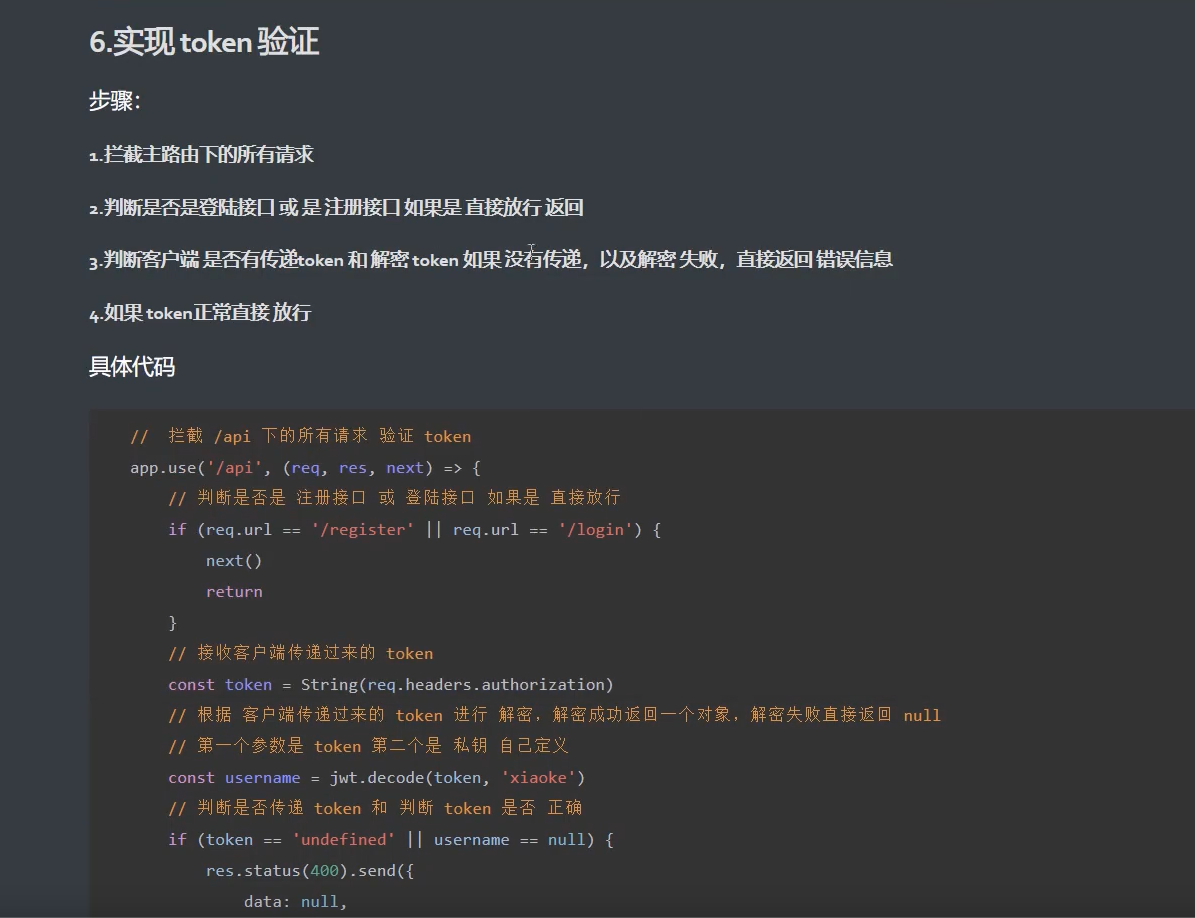 6.实现 token 验证
步骤：
1.拦截主路由下的所有请求
2.判断是否是登陆接口 或 是 注册接口 如果是 直接放行 返回
3.判断客户端 是否有传递token 和 解密 token 如果 没有传递，以及解密 失败，直接返回 错误信息
4.如果 token正常直接 放行
具体代码
//  拦截 /api 下的所有请求 验证 token
app.use('/api', (req, res, next) => {
// 判断是否是 注册接口 或 登陆接口 如果是 直接放行
if (req.url == '/register' || req.url == '/login') {
next()
return
}
// 接收客户端传递过来的 token
const token = String(req.headers.authorization)
// 根据 客户端传递过来的 token 进行 解密，解密成功返回一个对象，解密失败直接返回 null
// 第一个参数是 token 第二个是 私钥 自己定义
const username = jwt.decode(token, 'xiaoke')
// 判断是否传递 token 和 判断 token 是否 正确
if (token == 'undefined' || username == null) {
res.status(400).send({
data: null,